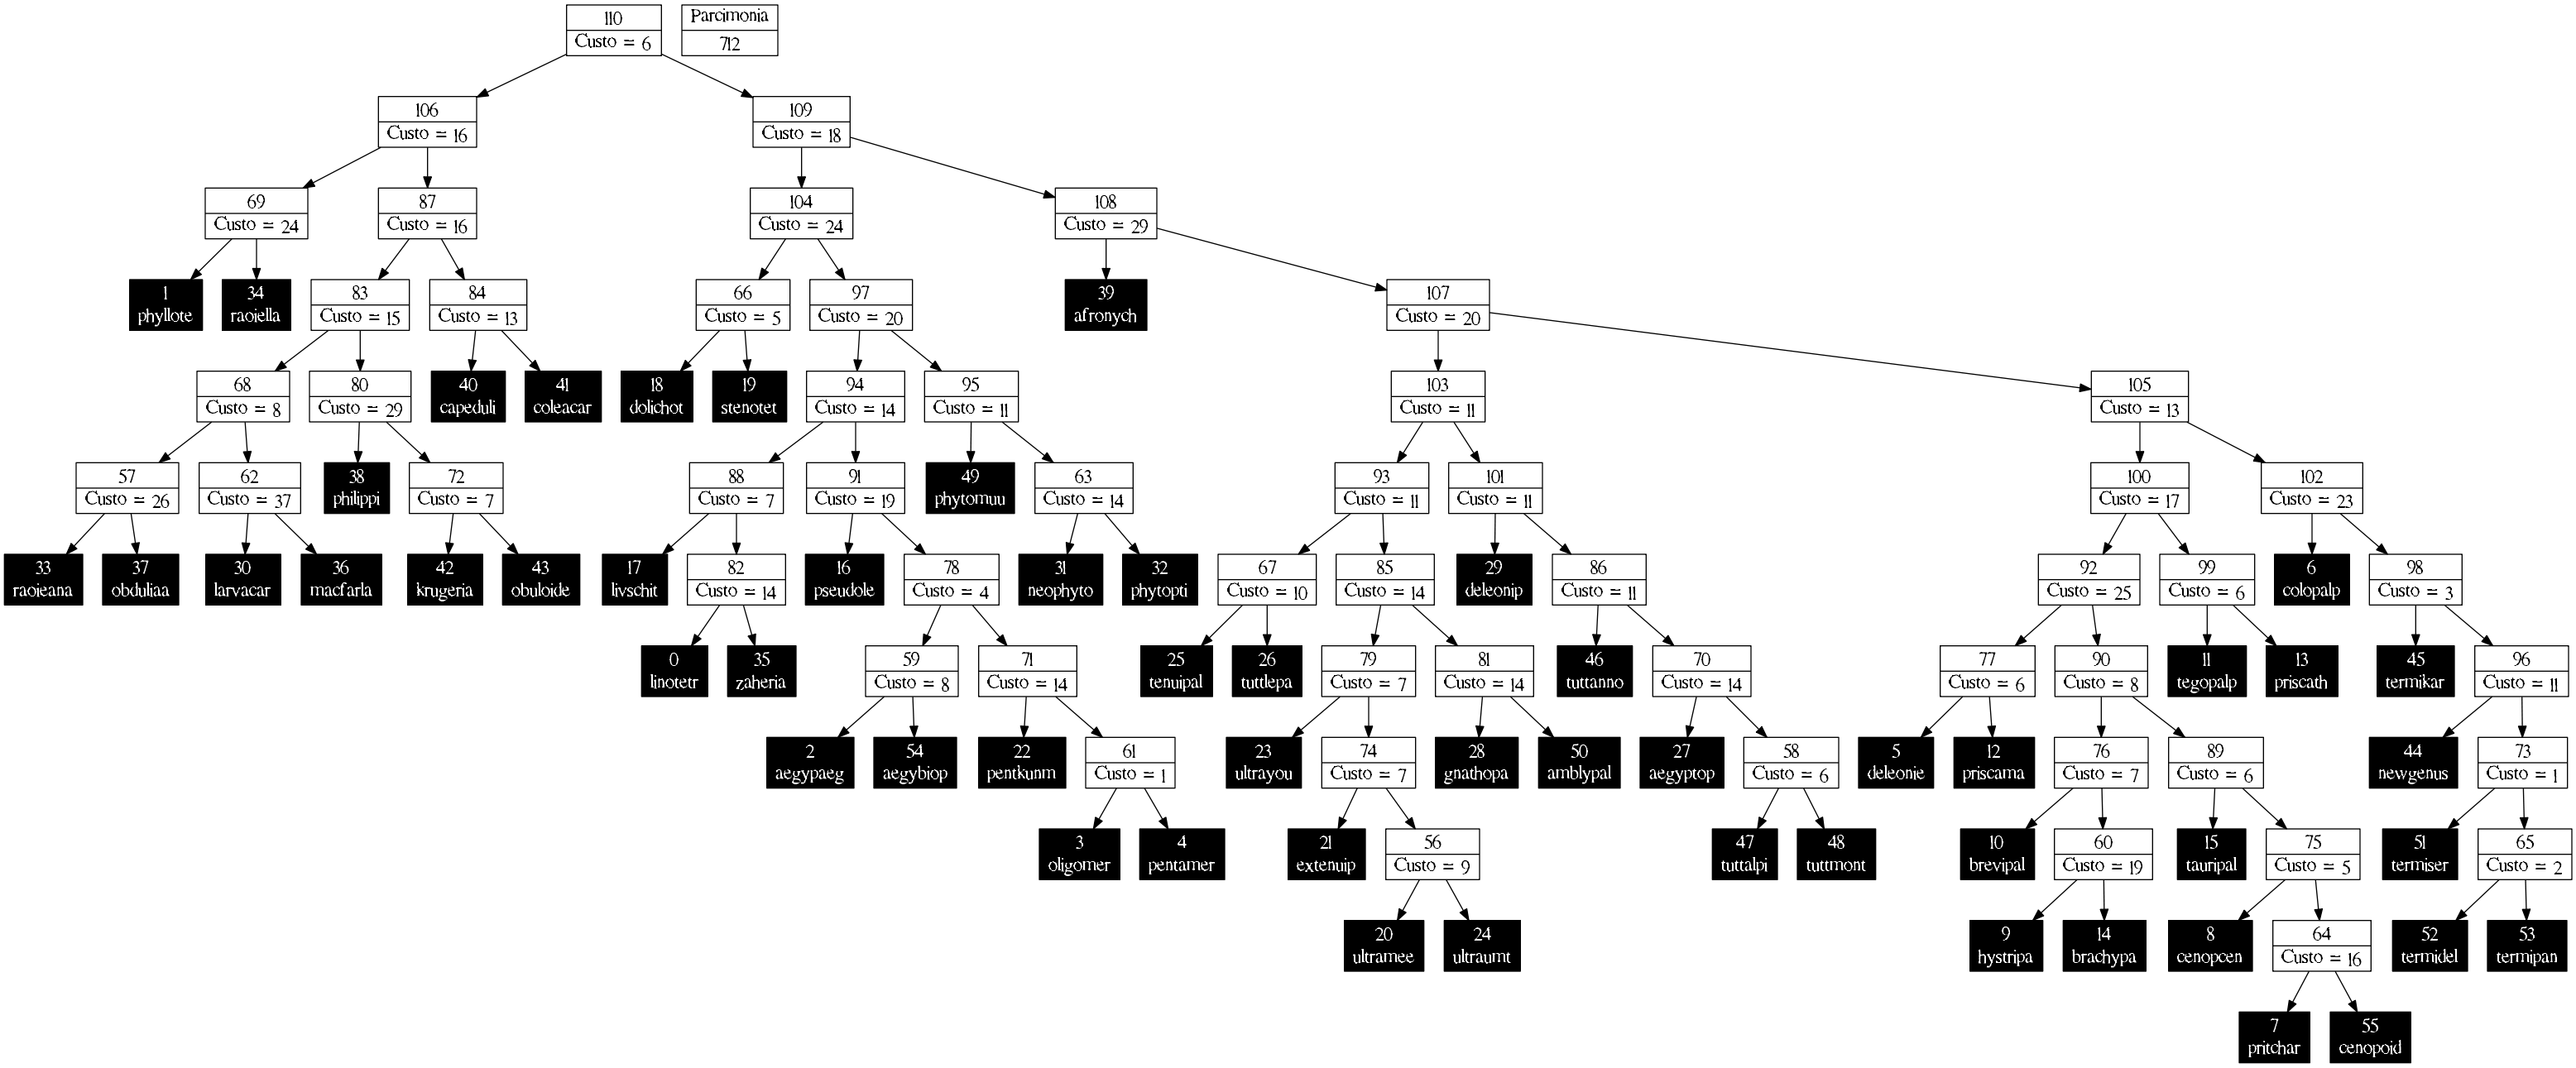 110
Custo = 6
Parcimonia
712
106
Custo = 16
109
Custo = 18
69
Custo = 24
87
Custo = 16
104
Custo = 24
108
Custo = 29
1
phyllote
34
raoiella
83
Custo = 15
84
Custo = 13
66
Custo = 5
97
Custo = 20
39
afronych
107
Custo = 20
68
Custo = 8
80
Custo = 29
40
capeduli
41
coleacar
18
dolichot
19
stenotet
94
Custo = 14
95
Custo = 11
103
Custo = 11
105
Custo = 13
57
Custo = 26
62
Custo = 37
38
philippi
72
Custo = 7
88
Custo = 7
91
Custo = 19
49
phytomuu
63
Custo = 14
93
Custo = 11
101
Custo = 11
100
Custo = 17
102
Custo = 23
33
raoieana
37
obduliaa
30
larvacar
36
macfarla
42
krugeria
43
obuloide
17
livschit
82
Custo = 14
16
pseudole
78
Custo = 4
31
neophyto
32
phytopti
67
Custo = 10
85
Custo = 14
29
deleonip
86
Custo = 11
92
Custo = 25
99
Custo = 6
6
colopalp
98
Custo = 3
0
linotetr
35
zaheria
59
Custo = 8
71
Custo = 14
25
tenuipal
26
tuttlepa
79
Custo = 7
81
Custo = 14
46
tuttanno
70
Custo = 14
77
Custo = 6
90
Custo = 8
11
tegopalp
13
priscath
45
termikar
96
Custo = 11
2
aegypaeg
54
aegybiop
22
pentkunm
61
Custo = 1
23
ultrayou
74
Custo = 7
28
gnathopa
50
amblypal
27
aegyptop
58
Custo = 6
5
deleonie
12
priscama
76
Custo = 7
89
Custo = 6
44
newgenus
73
Custo = 1
3
oligomer
4
pentamer
21
extenuip
56
Custo = 9
47
tuttalpi
48
tuttmont
10
brevipal
60
Custo = 19
15
tauripal
75
Custo = 5
51
termiser
65
Custo = 2
20
ultramee
24
ultraumt
9
hystripa
14
brachypa
8
cenopcen
64
Custo = 16
52
termidel
53
termipan
7
pritchar
55
cenopoid